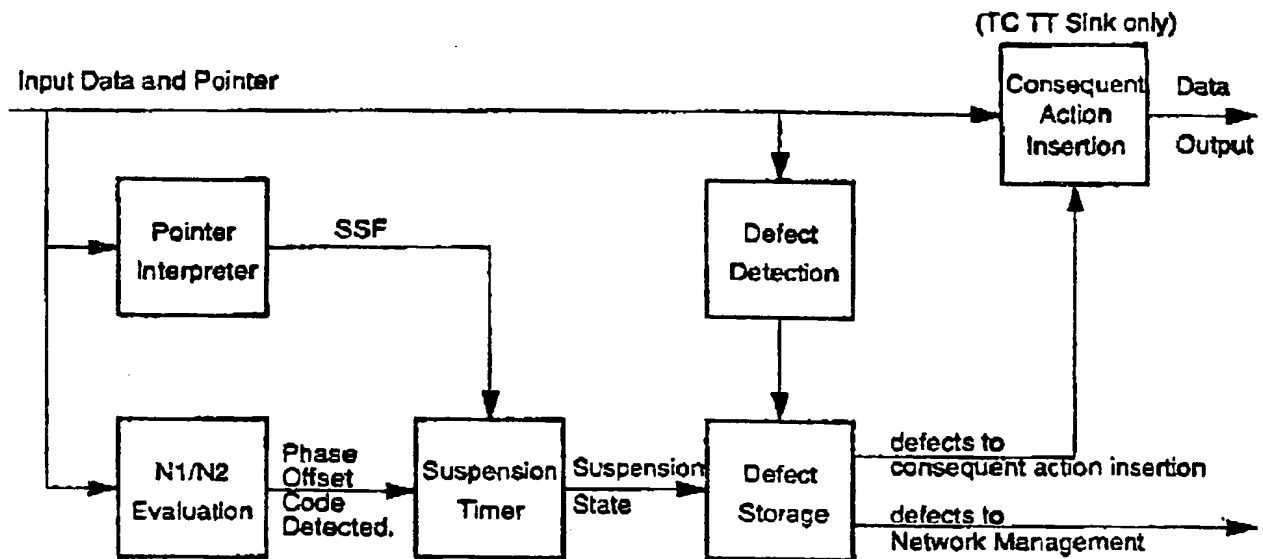 (TC TT Sink only)
Input Data and Pointer
Consequent
Action
Insertion
Data
Output
Pointer
Interpreter
SSF
Defect
Detection
N1/N2
Evaluation
Phase
Offset
Code
Detected.
Suspension
Timer
Suspension
State
Defect
Storage
defects to
consequent action insertion
defects to
Network Management